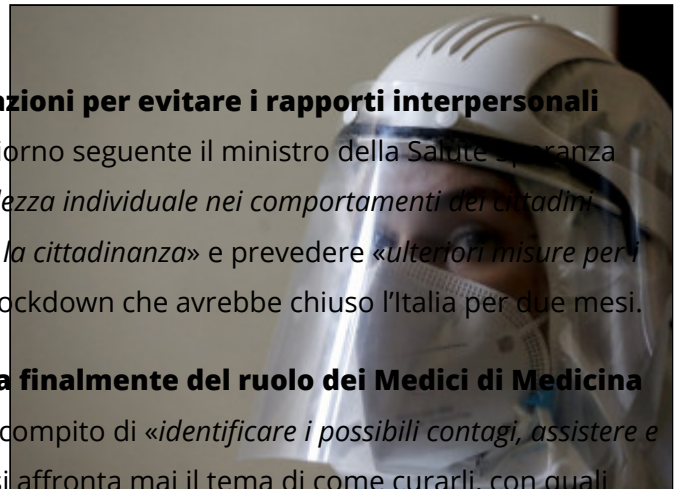 zioni per evitare i rapporti interpersonali
iorno seguente il ministro della Salute Speranza
ezza individuale nei comportamenti dei cittadini
la cittadinanza» e prevedere «ulteriori misure per i
ockdown che avrebbe chiuso l'Italia per due mesi.
a finalmente del ruolo dei Medici di Medicina
compito di «identificare i possibili contagi, assistere e
si affronta mai il tema di come curarli, con quali